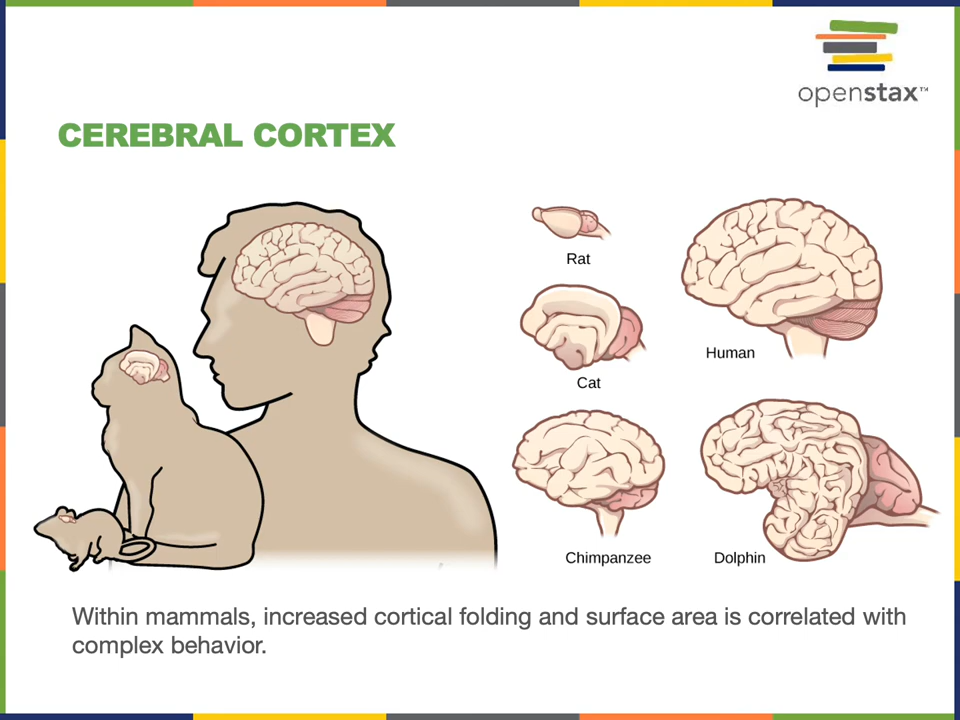 openstax™
CEREBRAL CORTEX
Rat
Human
Cat
Chimpanzee
Dolphin
Within mammals, increased cortical folding and surface area is correlated with
complex behavior.